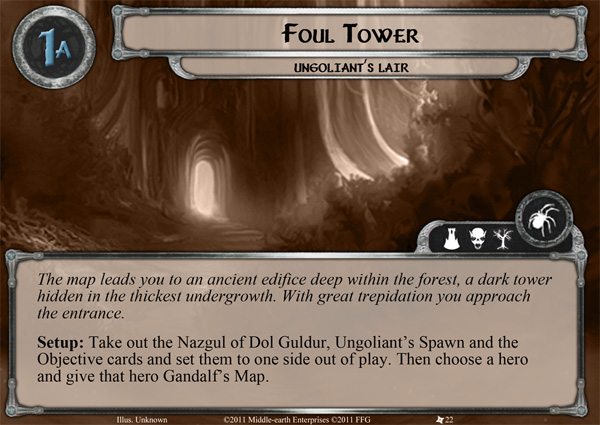 1A
FOUL TOWER
UNGOLIANT'S LAIR
The map leads you to an ancient edifice deep within the forest, a dark tower
hidden in the thickest undergrowth. With great trepidation you approach
the entrance.
Setup: Take out the Nazgul of Dol Guldur, Ungoliant's Spawn and the
Objective cards and set them to one side out of play. Then choose a hero
and give that hero Gandalf's Map.
Illus. Unknown ©2011 Middle-earth Enterprises ©2011 FFG 22